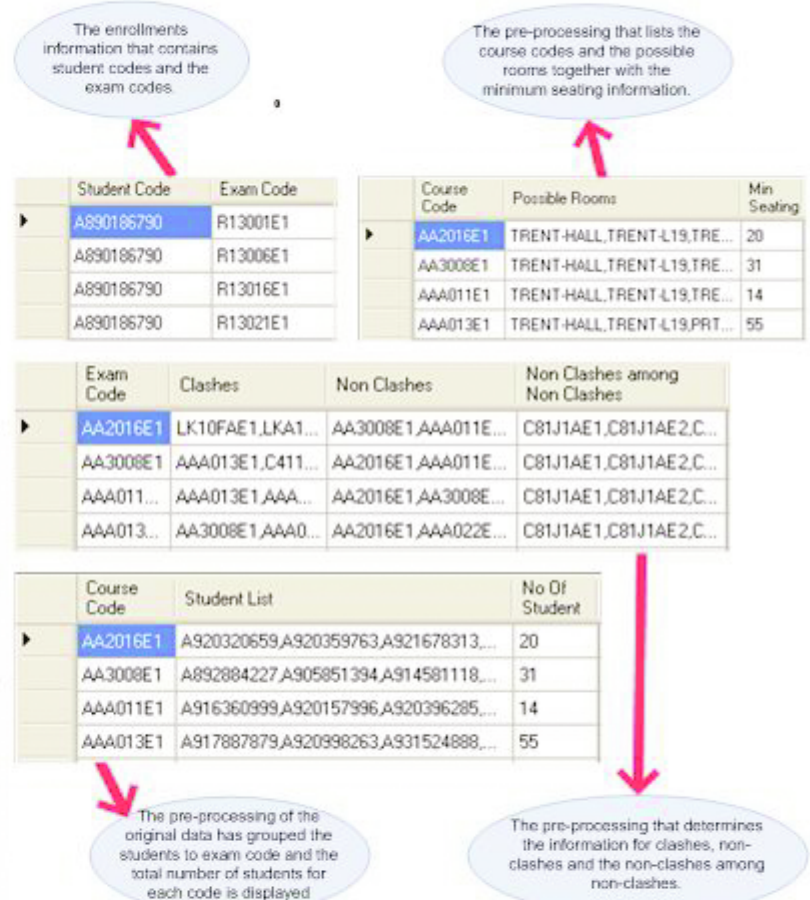 The enrollments
information that contains
student codes and the
exam codes.
The pre-processing that lists the
course codes and the possible
rooms together with the
minimum seating information.
Student Code Exam Code
A890186790 R13001E1
A890186790 R13006E1
A890186790 R13016E1
A890186790 R13021E1
Course Code Possible Rooms Min Seating
AA2016E1 TRENT-HALL,TRENT-L19,TRE... 20
AA3008E1 TRENT-HALL,TRENT-L19,TRE... 31
AAA011E1 TRENT-HALL,TRENT-L19,TRE... 14
AAA013E1 TRENT-HALL,TRENT-L19,PRT... 55
Exam Code Clashes Non Clashes Non Clashes among Non Clashes
AA2016E1 LK10FAE1,LKA1... AA3008E1,AAA011E... C81J1AE1,C81J1AE2,C...
AA3008E1 AAA013E1,C411... AA2016E1,AAA011E... C81J1AE1,C81J1AE2,C...
AAA011... AAA013E1,AAA... AA2016E1,AA3008E... C81J1AE1,C81J1AE2,C...
AAA013... AA3008E1,AAA0... AA2016E1,AAA022E... C81J1AE1,C81J1AE2,C...
Course Code Student List No Of Student
AA2016E1 A920320659,A920359763,A921678313,... 20
AA3008E1 A892884227,A905851394,A914581118,... 31
AAA011E1 A916360999,A920157996,A920396285,... 14
AAA013E1 A917887879,A920998263,A931524888,... 55
The pre-processing of the
original data has grouped the
students to exam code and the
total number of students for
each code is displayed
The pre-processing that determines
the information for clashes, non-
clashes and the non-clashes among
non-clashes.